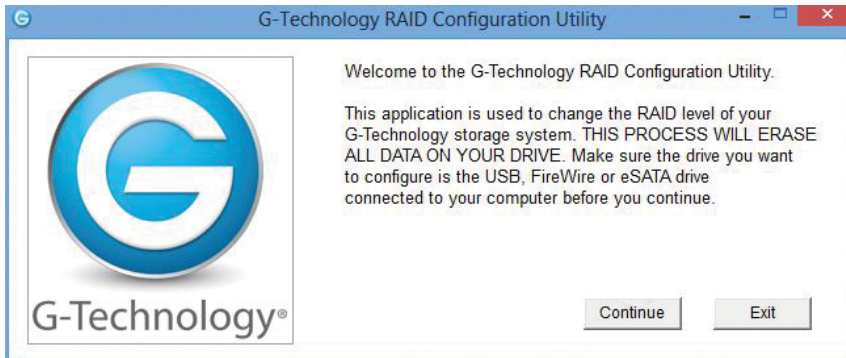 G-Technology RAID Configuration Utility
Welcome to the G-Technology RAID Configuration Utility.
This application is used to change the RAID level of your
G-Technology storage system. THIS PROCESS WILL ERASE
ALL DATA ON YOUR DRIVE. Make sure the drive you want
to configure is the USB, FireWire or eSATA drive
connected to your computer before you continue.
G-Technology®
Continue
Exit